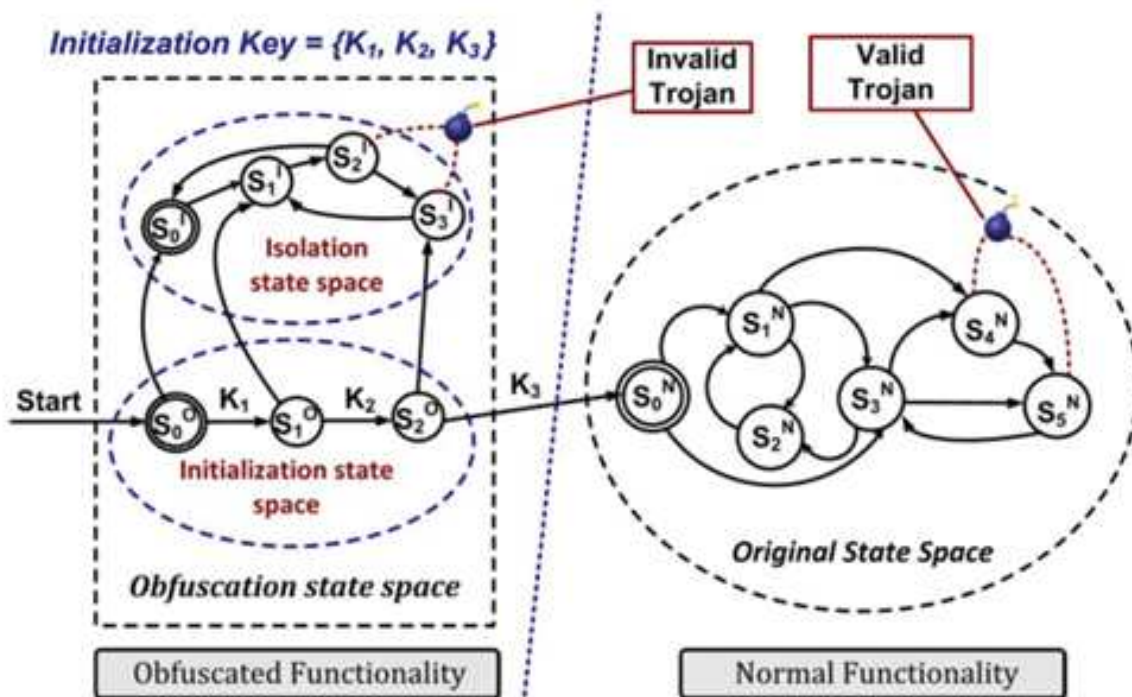 Initialization Key = {K₁, K₂, K₃}
Invalid
Trojan
Valid
Trojan
S₂ᴵ
S₁ᴵ
S₃ᴵ
S₀ᴵ
Isolation
state space
S₁ᴺ
S₄ᴺ
S₀ᴺ
S₃ᴺ
S₅ᴺ
S₂ᴺ
Start
K₁
K₂
K₃
S₀ᴼ
S₁ᴼ
S₂ᴼ
Initialization state
space
Original State Space
Obfuscation state space
Obfuscated Functionality
Normal Functionality